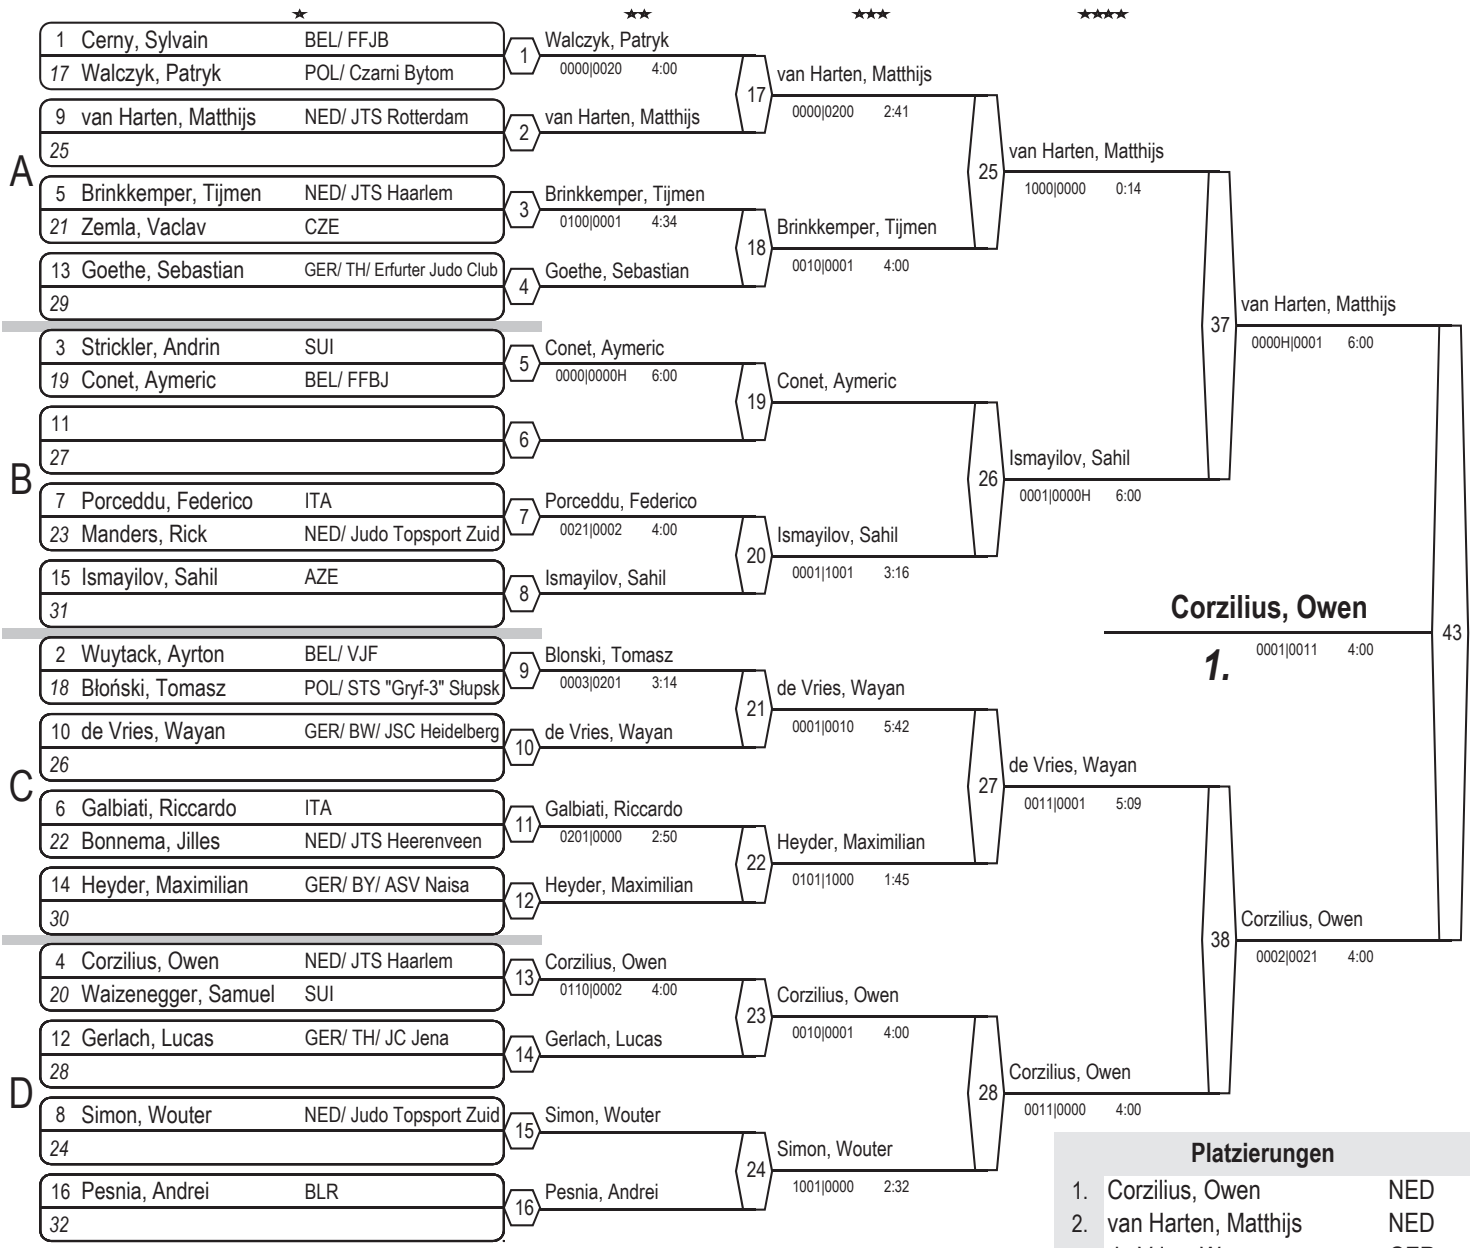 ★ ★★ ★★★ ★★★★
A
1 Cerny, Sylvain BEL/ FFJB
17 Walczyk, Patryk POL/ Czarni Bytom
9 van Harten, Matthijs NED/ JTS Rotterdam
25
5 Brinkkemper, Tijmen NED/ JTS Haarlem
21 Zemla, Vaclav CZE
13 Goethe, Sebastian GER/ TH/ Erfurter Judo Club
29
B
3 Strickler, Andrin SUI
19 Conet, Aymeric BEL/ FFBJ
11
27
7 Porceddu, Federico ITA
23 Manders, Rick NED/ Judo Topsport Zuid
15 Ismayilov, Sahil AZE
31
C
2 Wuytack, Ayrton BEL/ VJF
18 Błoński, Tomasz POL/ STS "Gryf-3" Słupsk
10 de Vries, Wayan GER/ BW/ JSC Heidelberg
26
6 Galbiati, Riccardo ITA
22 Bonnema, Jilles NED/ JTS Heerenveen
14 Heyder, Maximilian GER/ BY/ ASV Naisa
30
D
4 Corzilius, Owen NED/ JTS Haarlem
20 Waizenegger, Samuel SUI
12 Gerlach, Lucas GER/ TH/ JC Jena
28
8 Simon, Wouter NED/ Judo Topsport Zuid
24
16 Pesnia, Andrei BLR
32
1 Walczyk, Patryk
0000|0020 4:00
2 van Harten, Matthijs
3 Brinkkemper, Tijmen
0100|0001 4:34
4 Goethe, Sebastian
5 Conet, Aymeric
0000|0000H 6:00
6
7 Porceddu, Federico
0021|0002 4:00
8 Ismayilov, Sahil
9 Blonski, Tomasz
0003|0201 3:14
10 de Vries, Wayan
11 Galbiati, Riccardo
0201|0000 2:50
12 Heyder, Maximilian
13 Corzilius, Owen
0110|0002 4:00
14 Gerlach, Lucas
15 Simon, Wouter
16 Pesnia, Andrei
17 van Harten, Matthijs
0000|0200 2:41
18 Brinkkemper, Tijmen
0010|0001 4:00
19 Conet, Aymeric
20 Ismayilov, Sahil
0001|1001 3:16
21 de Vries, Wayan
0001|0010 5:42
22 Heyder, Maximilian
0101|1000 1:45
23 Corzilius, Owen
0010|0001 4:00
24 Simon, Wouter
1001|0000 2:32
25 van Harten, Matthijs
1000|0000 0:14
26 Ismayilov, Sahil
0001|0000H 6:00
27 de Vries, Wayan
0011|0001 5:09
28 Corzilius, Owen
0011|0000 4:00
37 van Harten, Matthijs
0000H|0001 6:00
38 Corzilius, Owen
0002|0021 4:00
43 Corzilius, Owen
1. 0001|0011 4:00
Platzierungen
1. Corzilius, Owen NED
2. van Harten, Matthijs NED